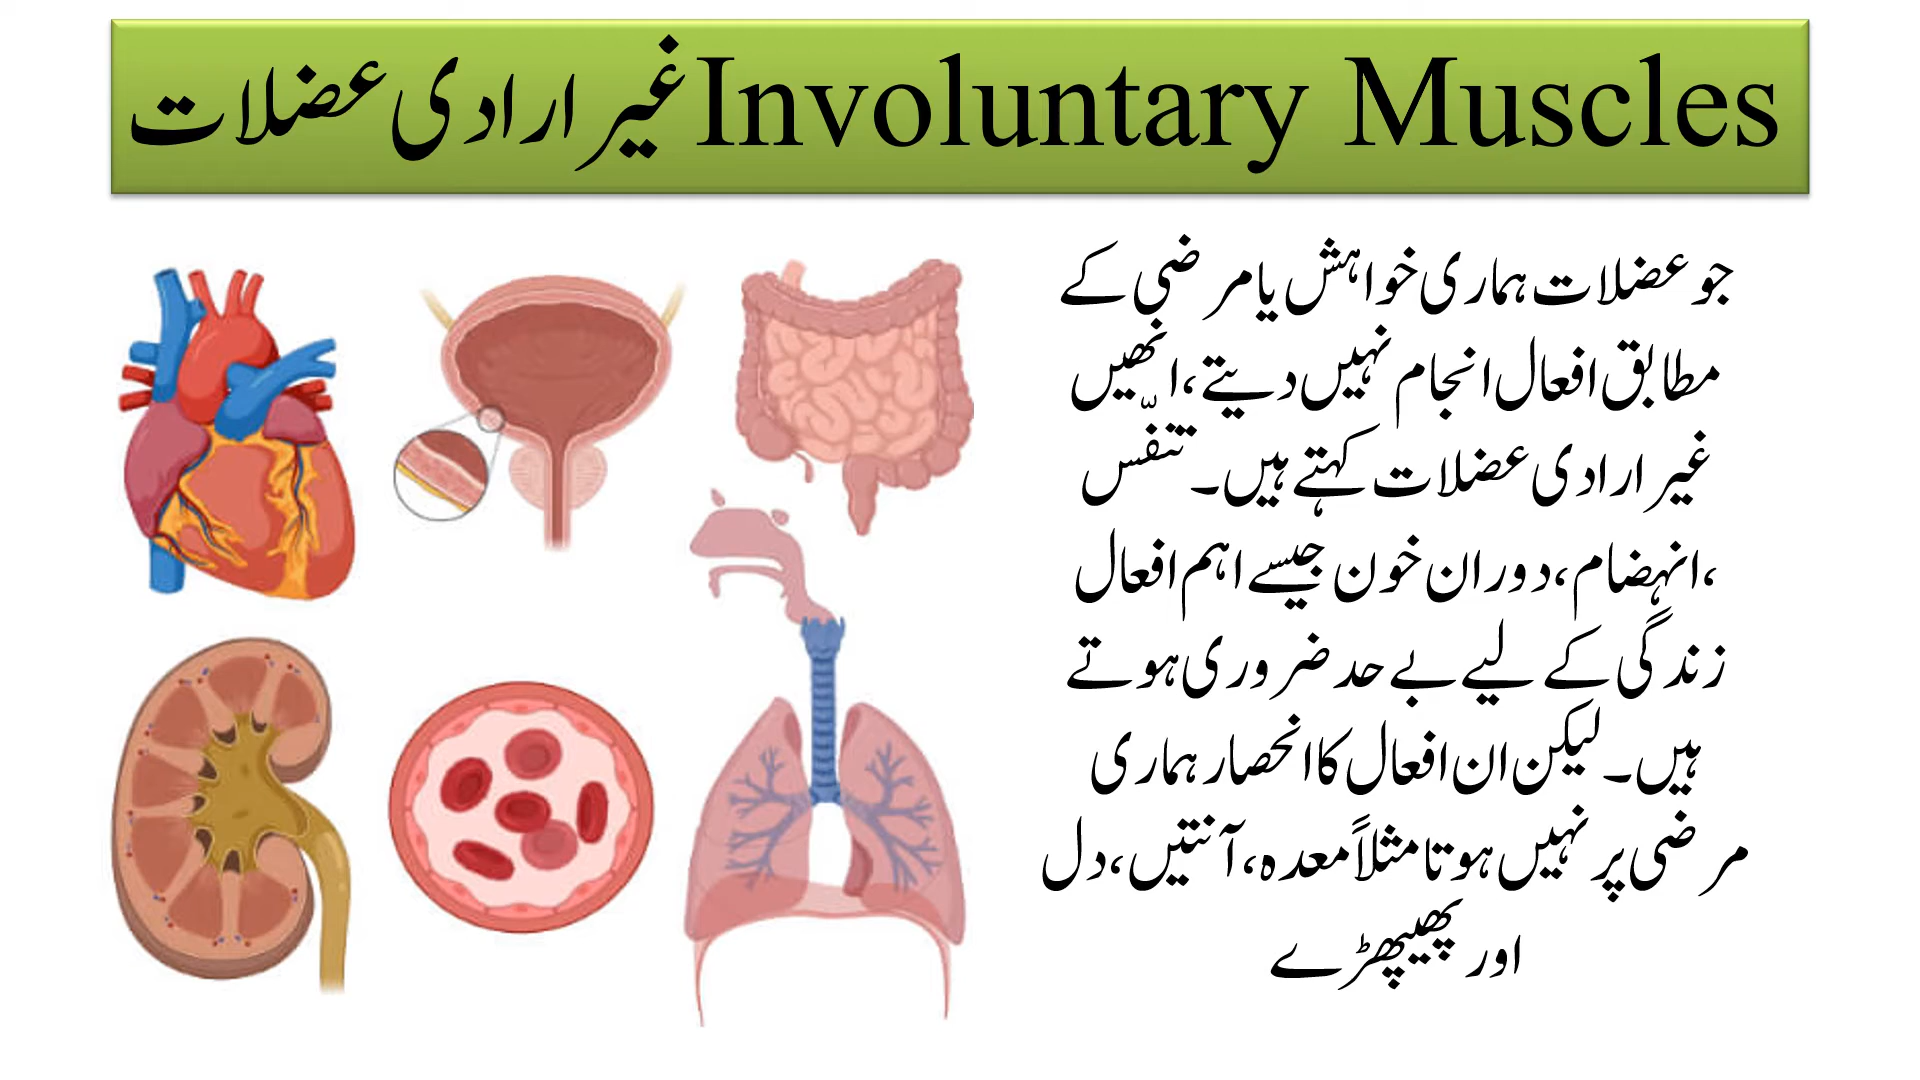 غیر ارادی عضلات Involuntary Muscles
جو عضلات ہماری خواہش یا مرضی کے
مطابق افعال انجام نہیں دیتے، انھیں
غیر ارادی عضلات کہتے ہیں۔ تنفّس
،انہضام، دوران خون جیسے اہم افعال
زندگی کے لیے بے حد ضروری ہوتے
ہیں۔ لیکن ان افعال کا انحصار ہماری
مرضی پر نہیں ہوتا مثلاً معدہ، آنتیں، دل
اور پھیپھڑے